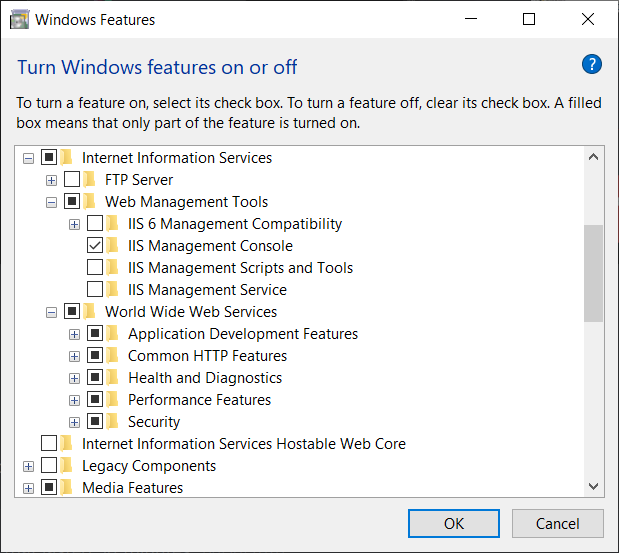 Windows Features
Turn Windows features on or off
?
To turn a feature on, select its check box. To turn a feature off, clear its check box. A filled
box means that only part of the feature is turned on.
Internet Information Services
FTP Server
Web Management Tools
IIS 6 Management Compatibility
IIS Management Console
IIS Management Scripts and Tools
IIS Management Service
World Wide Web Services
Application Development Features
Common HTTP Features
Health and Diagnostics
Performance Features
Security
Internet Information Services Hostable Web Core
Legacy Components
Media Features
OK Cancel